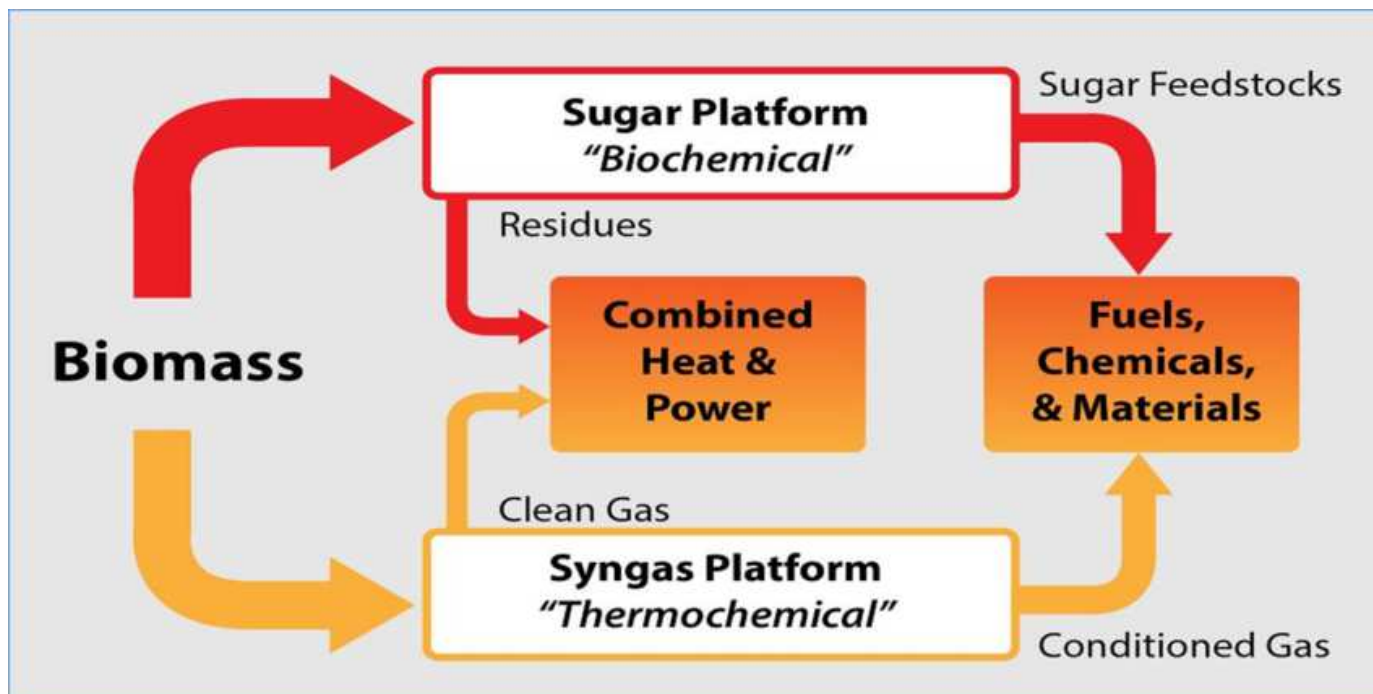 Sugar Platform
“Biochemical”
Sugar Feedstocks
Residues
Biomass
Combined
Heat &
Power
Fuels,
Chemicals,
& Materials
Clean Gas
Syngas Platform
“Thermochemical”
Conditioned Gas